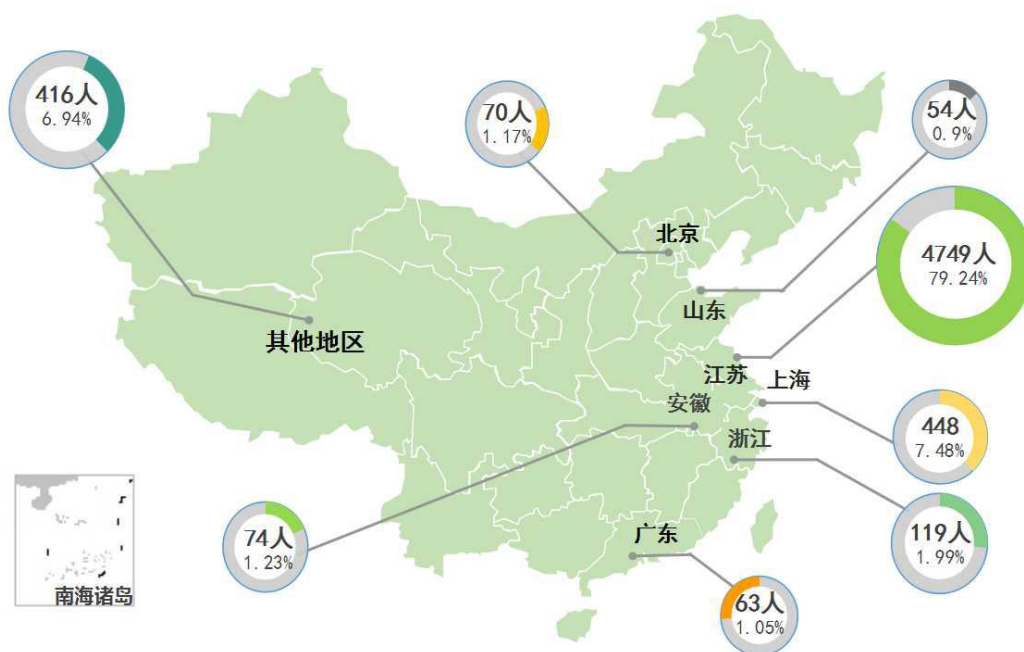 416人
6.94%
70人
1.17%
54人
0.9%
4749人
79.24%
北京
山东
其他地区
江苏
上海
安徽
448
7.48%
浙江
74人
1.23%
广东
119人
1.99%
南海诸岛
63人
1.05%